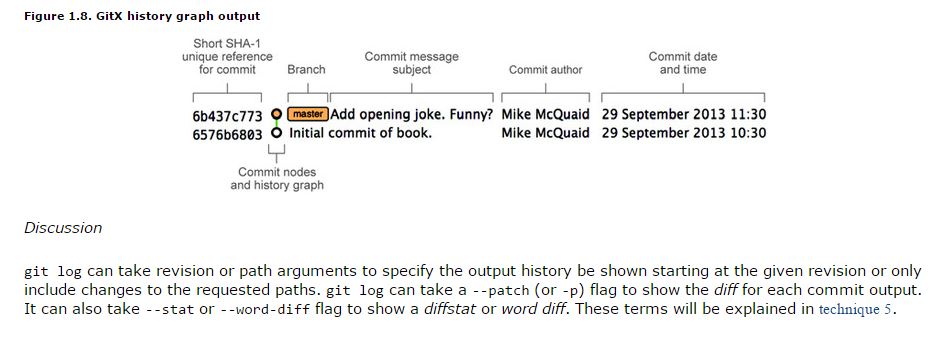 Figure 1.8. GitX history graph output
Short SHA-1
unique reference
for commit
Branch
Commit message
subject
Commit author
Commit date
and time
6b437c773 master Add opening joke. Funny? Mike McQuaid 29 September 2013 11:30
6576b6803 Initial commit of book. Mike McQuaid 29 September 2013 10:30
Commit nodes
and history graph
Discussion
git log can take revision or path arguments to specify the output history be shown starting at the given revision or only
include changes to the requested paths. git log can take a --patch (or -p) flag to show the diff for each commit output.
It can also take --stat or --word-diff flag to show a diffstat or word diff. These terms will be explained in technique 5.